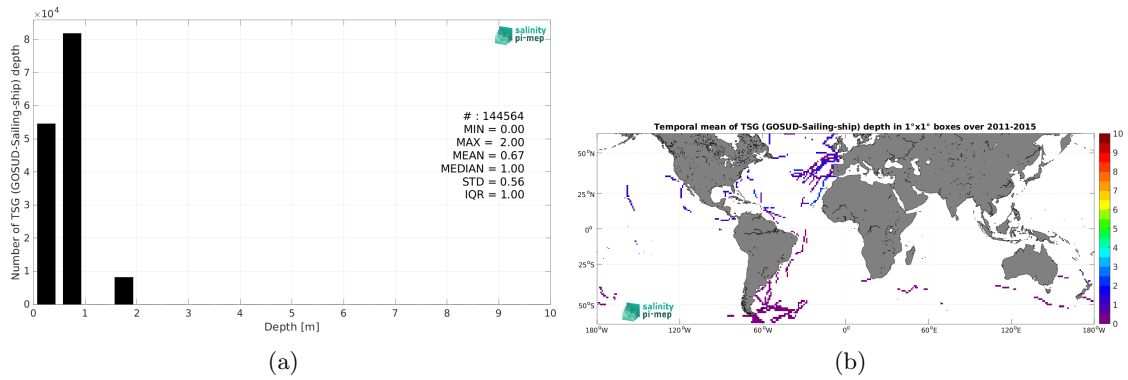 ×10⁴
8
7
6
5
4
3
2
1
0
Number of TSG (GOSUD-Sailing-ship) depth
salinity
pi-mep
# : 144564
MIN = 0.00
MAX = 2.00
MEAN = 0.67
MEDIAN = 1.00
STD = 0.56
IQR = 1.00
0 1 2 3 4 5 6 7 8 9 10
Depth [m]
(a)
Temporal mean of TSG (GOSUD-Sailing-ship) depth in 1°x1° boxes over 2011-2015
50°N
25°N
0°
25°S
50°S
salinity
pi-mep
180°W 120°W 60°W 0° 60°E 120°E 180°W
10
9
8
7
6
5
4
3
2
1
0
(b)